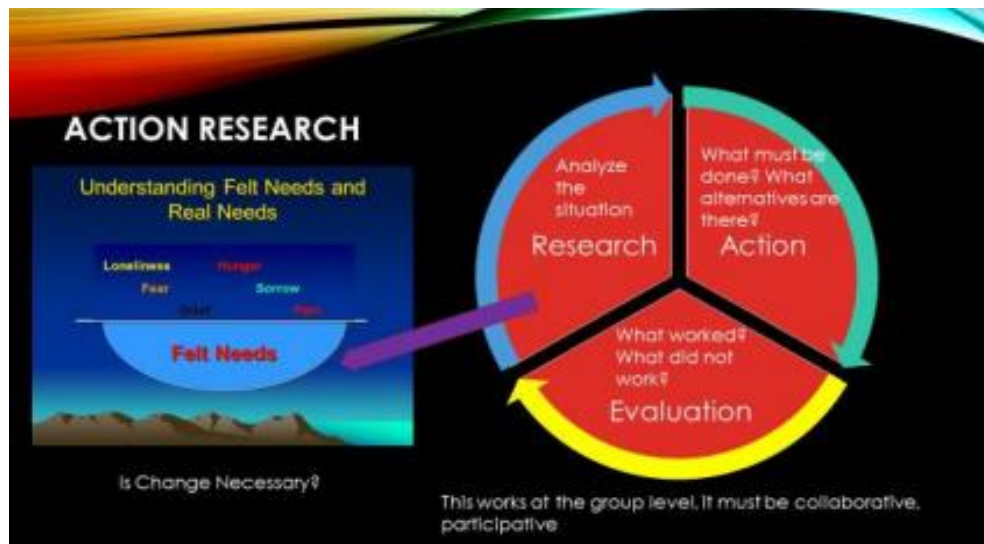 ACTION RESEARCH
Understanding Felt Needs and
Real Needs
Loneliness Hunger
Fear Sorrow
Pain
Felt Needs
Is Change Necessary?
Analyze
the
situation
Research
What must be
done? What
alternatives are
there?
Action
What worked?
What did not
work?
Evaluation
This works at the group level, it must be collaborative,
participative